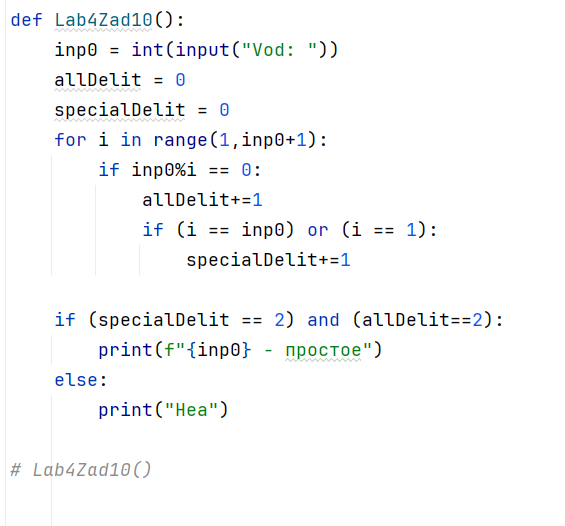 def Lab4Zad10():
    inp0 = int(input("Vod: "))
    allDelit = 0
    specialDelit = 0
    for i in range(1,inp0+1):
        if inp0%i == 0:
            allDelit+=1
            if (i == inp0) or (i == 1):
                specialDelit+=1
    if (specialDelit == 2) and (allDelit==2):
        print(f"{inp0} - простое")
    else:
        print("Неа")
# Lab4Zad10()